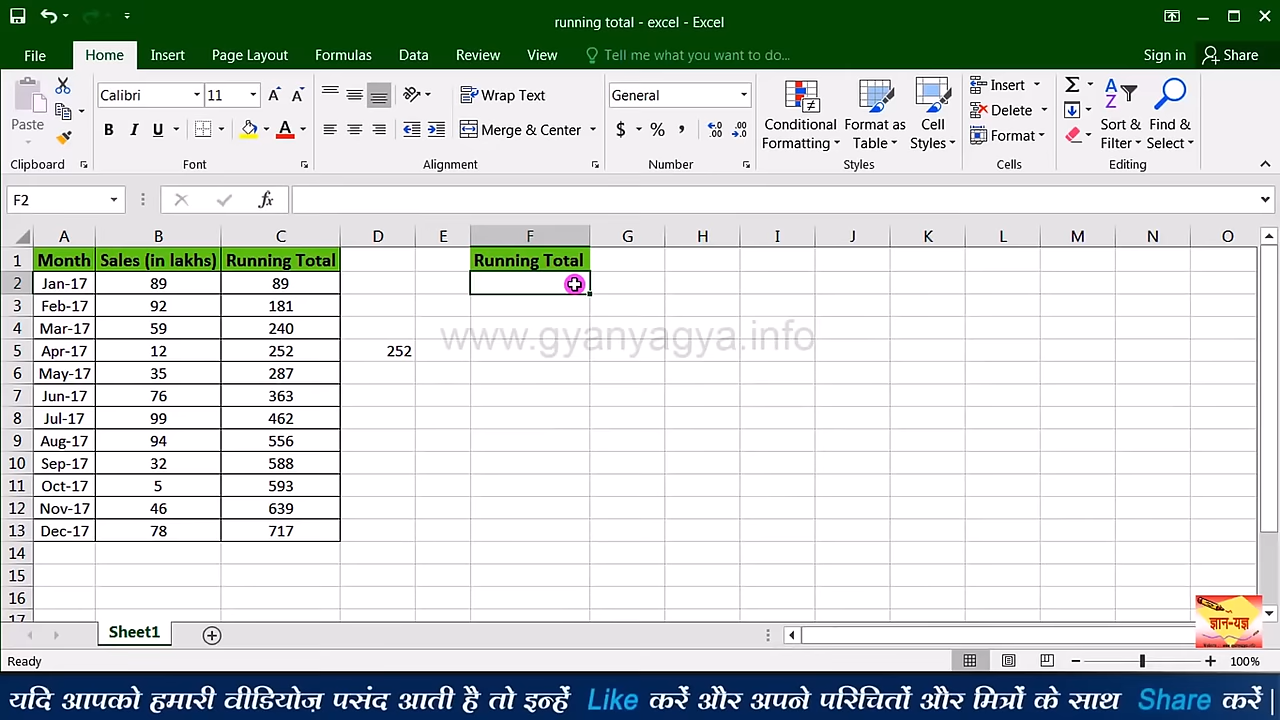 running total - excel - Excel
File Home Insert Page Layout Formulas Data Review View Tell me what you want to do... Sign in Share
Paste Calibri 11 Wrap Text General Conditional Formatting Format as Table Cell Styles Insert Sort & Filter Find & Select
B I U Merge & Center $ % Delete
Format
Clipboard Font Alignment Number Styles Cells Editing
F2 fx
A B C D E F G H I J K L M N O
1 Month Sales (in lakhs) Running Total Running Total
2 Jan-17 89 89
3 Feb-17 92 181
4 Mar-17 59 240
www.gyanyagya.info
5 Apr-17 12 252 252
6 May-17 35 287
7 Jun-17 76 363
8 Jul-17 99 462
9 Aug-17 94 556
10 Sep-17 32 588
11 Oct-17 5 593
12 Nov-17 46 639
13 Dec-17 78 717
14
15
16
17
ज्ञान-यज्ञ
Sheet1
Ready 100%
यदि आपको हमारी वीडियोज़ पसंद आती है तो इन्हें Like करें और अपने परिचितों और मित्रों के साथ Share करें |